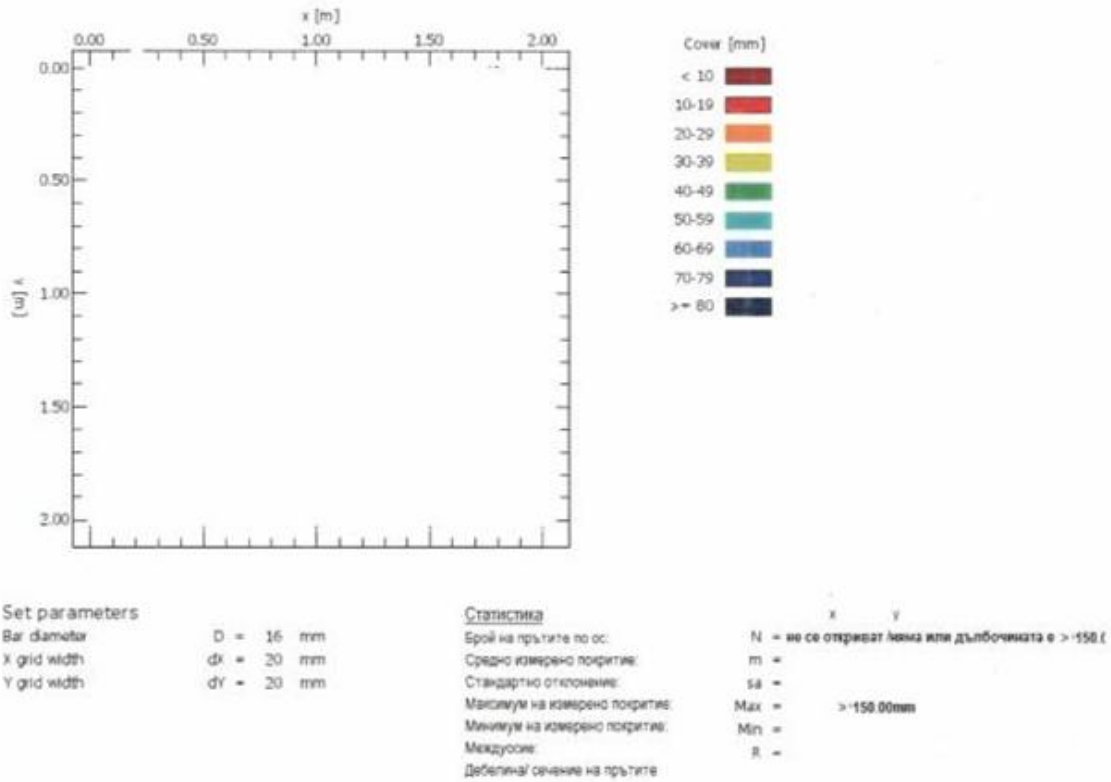 x [m]
0.00 0.50 1.00 1.50 2.00
Cover [mm]
0.00
0.50
1.00
1.50
2.00
Y [m]
< 10
10-19
20-29
30-39
40-49
50-59
60-69
70-79
>= 80
Set parameters
Bar diameter D = 16 mm
X grid width dX = 20 mm
Y grid width dY = 20 mm
Статистика x y
Брой на прътите по ос: N = не се откриват /няма или дълбочината е >150.(
Средно измерено покритие: m =
Стандартно отклонение: sa =
Максимум на измерено покритие: Max = >150.00mm
Минимум на измерено покритие: Min =
Междуосие: R =
Дебелина/ сечение на прътите